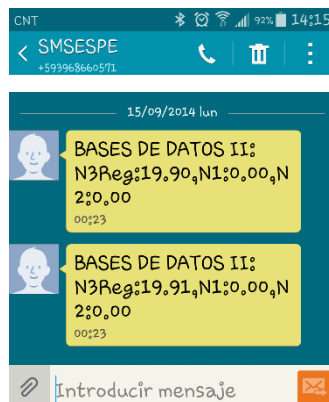 CNT 92% 14:15
SMSESPE
+593968660571
15/09/2014 lun
BASES DE DATOS II:
N3Reg:19.90,N1:0.00,N
2:0.00
00:23
BASES DE DATOS II:
N3Reg:19.91,N1:0.00,N
2:0.00
00:23
Introducir mensaje